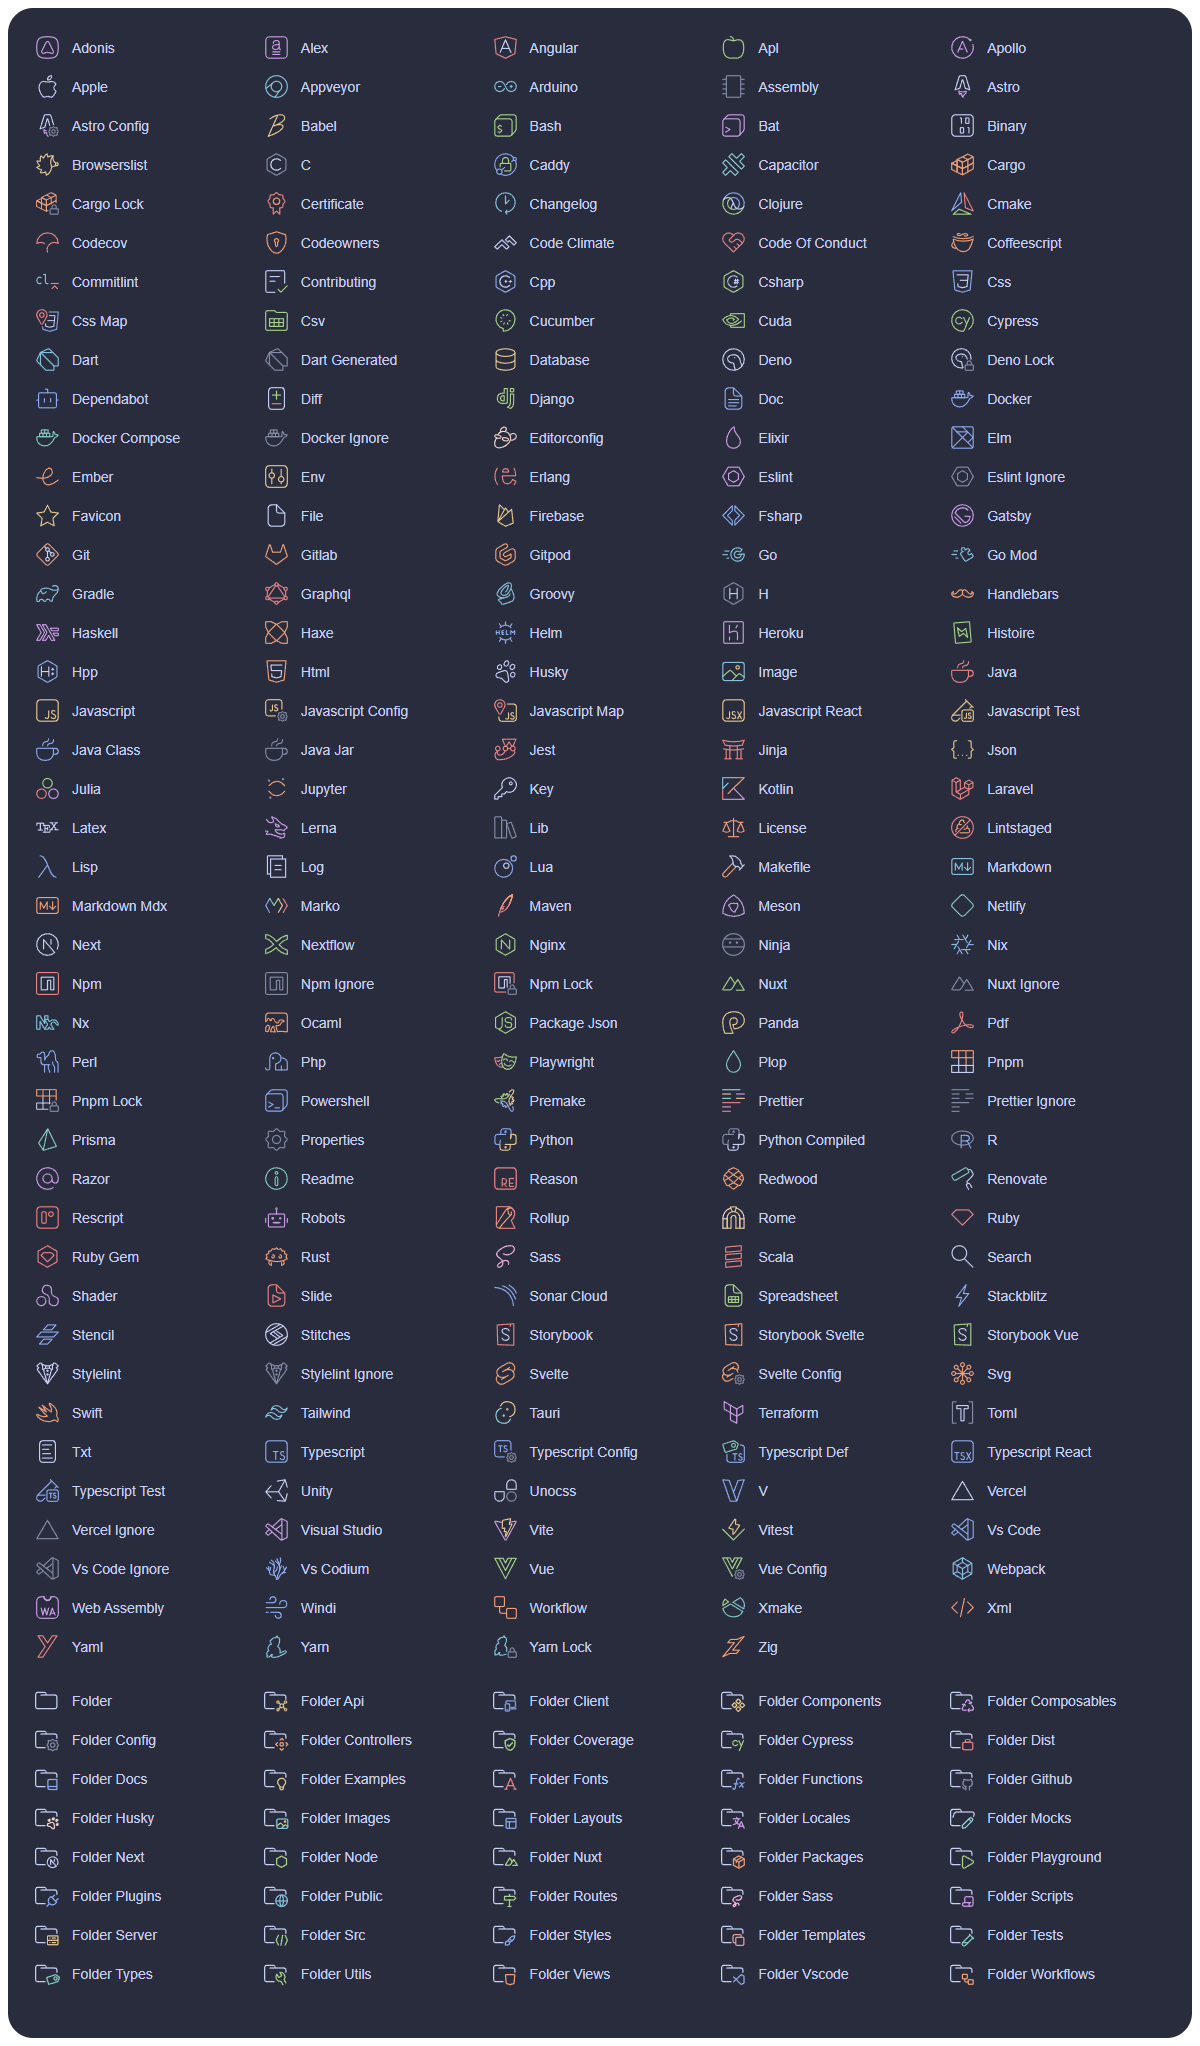 Adonis Alex Angular Apl Apollo
Apple Appveyor Arduino Assembly Astro
Astro Config Babel Bash Bat Binary
Browserslist C Caddy Capacitor Cargo
Cargo Lock Certificate Changelog Clojure Cmake
Codecov Codeowners Code Climate Code Of Conduct Coffeescript
Commitlint Contributing Cpp Csharp Css
Css Map Csv Cucumber Cuda Cypress
Dart Dart Generated Database Deno Deno Lock
Dependabot Diff Django Doc Docker
Docker Compose Docker Ignore Editorconfig Elixir Elm
Ember Env Erlang Eslint Eslint Ignore
Favicon File Firebase Fsharp Gatsby
Git Gitlab Gitpod Go Go Mod
Gradle Graphql Groovy H Handlebars
Haskell Haxe Helm Heroku Histoire
Hpp Html Husky Image Java
Javascript Javascript Config Javascript Map Javascript React Javascript Test
Java Class Java Jar Jest Jinja Json
Julia Jupyter Key Kotlin Laravel
Latex Lerna Lib License Lintstaged
Lisp Log Lua Makefile Markdown
Markdown Mdx Marko Maven Meson Netlify
Next Nextflow Nginx Ninja Nix
Npm Npm Ignore Npm Lock Nuxt Nuxt Ignore
Nx Ocaml Package Json Panda Pdf
Perl Php Playwright Plop Pnpm
Pnpm Lock Powershell Premake Prettier Prettier Ignore
Prisma Properties Python Python Compiled R
Razor Readme Reason Redwood Renovate
Rescript Robots Rollup Rome Ruby
Ruby Gem Rust Sass Scala Search
Shader Slide Sonar Cloud Spreadsheet Stackblitz
Stencil Stitches Storybook Storybook Svelte Storybook Vue
Stylelint Stylelint Ignore Svelte Svelte Config Svg
Swift Tailwind Tauri Terraform Toml
Txt Typescript Typescript Config Typescript Def Typescript React
Typescript Test Unity Unocss V Vercel
Vercel Ignore Visual Studio Vite Vitest Vs Code
Vs Code Ignore Vs Codium Vue Vue Config Webpack
Web Assembly Windi Workflow Xmake Xml
Yaml Yarn Yarn Lock Zig
Folder Folder Api Folder Client Folder Components Folder Composables
Folder Config Folder Controllers Folder Coverage Folder Cypress Folder Dist
Folder Docs Folder Examples Folder Fonts Folder Functions Folder Github
Folder Husky Folder Images Folder Layouts Folder Locales Folder Mocks
Folder Next Folder Node Folder Nuxt Folder Packages Folder Playground
Folder Plugins Folder Public Folder Routes Folder Sass Folder Scripts
Folder Server Folder Src Folder Styles Folder Templates Folder Tests
Folder Types Folder Utils Folder Views Folder Vscode Folder Workflows